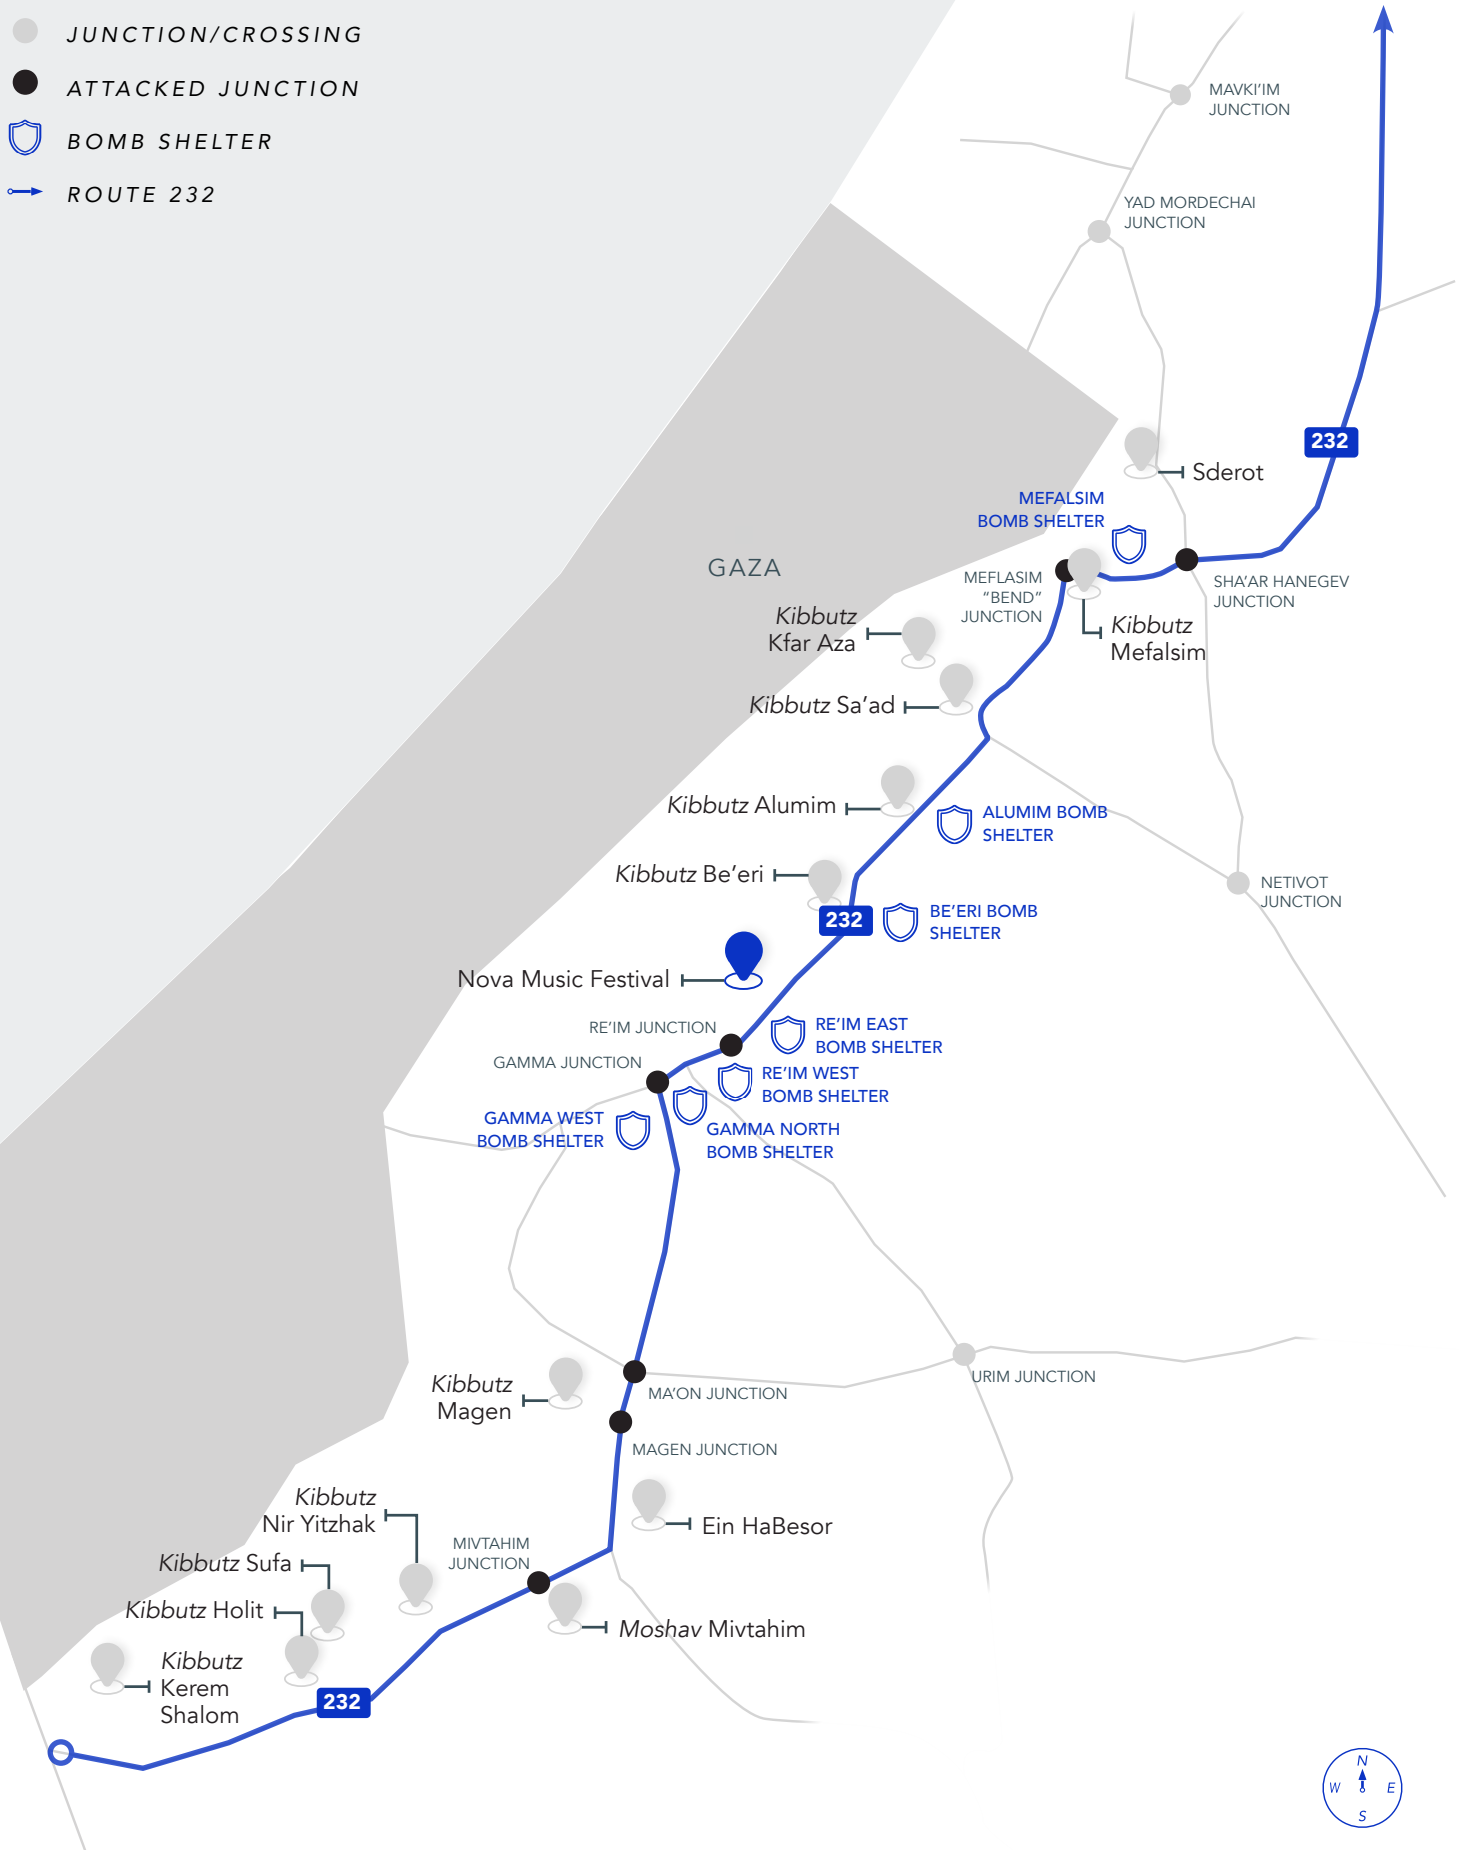 JUNCTION/CROSSING
ATTACKED JUNCTION
BOMB SHELTER
ROUTE 232
MAVKI'IM
JUNCTION
YAD MORDECHAI
JUNCTION
232
Sderot
MEFALSIM
BOMB SHELTER
GAZA
MEFLASIM
"BEND"
JUNCTION
SHA'AR HANEGEV
JUNCTION
Kibbutz
Kfar Aza
Kibbutz
Mefalsim
Kibbutz Sa'ad
Kibbutz Alumim
ALUMIM BOMB
SHELTER
Kibbutz Be'eri
NETIVOT
JUNCTION
232
BE'ERI BOMB
SHELTER
Nova Music Festival
RE'IM JUNCTION
RE'IM EAST
BOMB SHELTER
GAMMA JUNCTION
RE'IM WEST
BOMB SHELTER
GAMMA WEST
BOMB SHELTER
GAMMA NORTH
BOMB SHELTER
URIM JUNCTION
Kibbutz
Magen
MA'ON JUNCTION
MAGEN JUNCTION
Kibbutz
Nir Yitzhak
Ein HaBesor
MIVTAHIM
JUNCTION
Kibbutz Sufa
Kibbutz Holit
Moshav Mivtahim
Kibbutz
Kerem
Shalom
232
N
W E
S